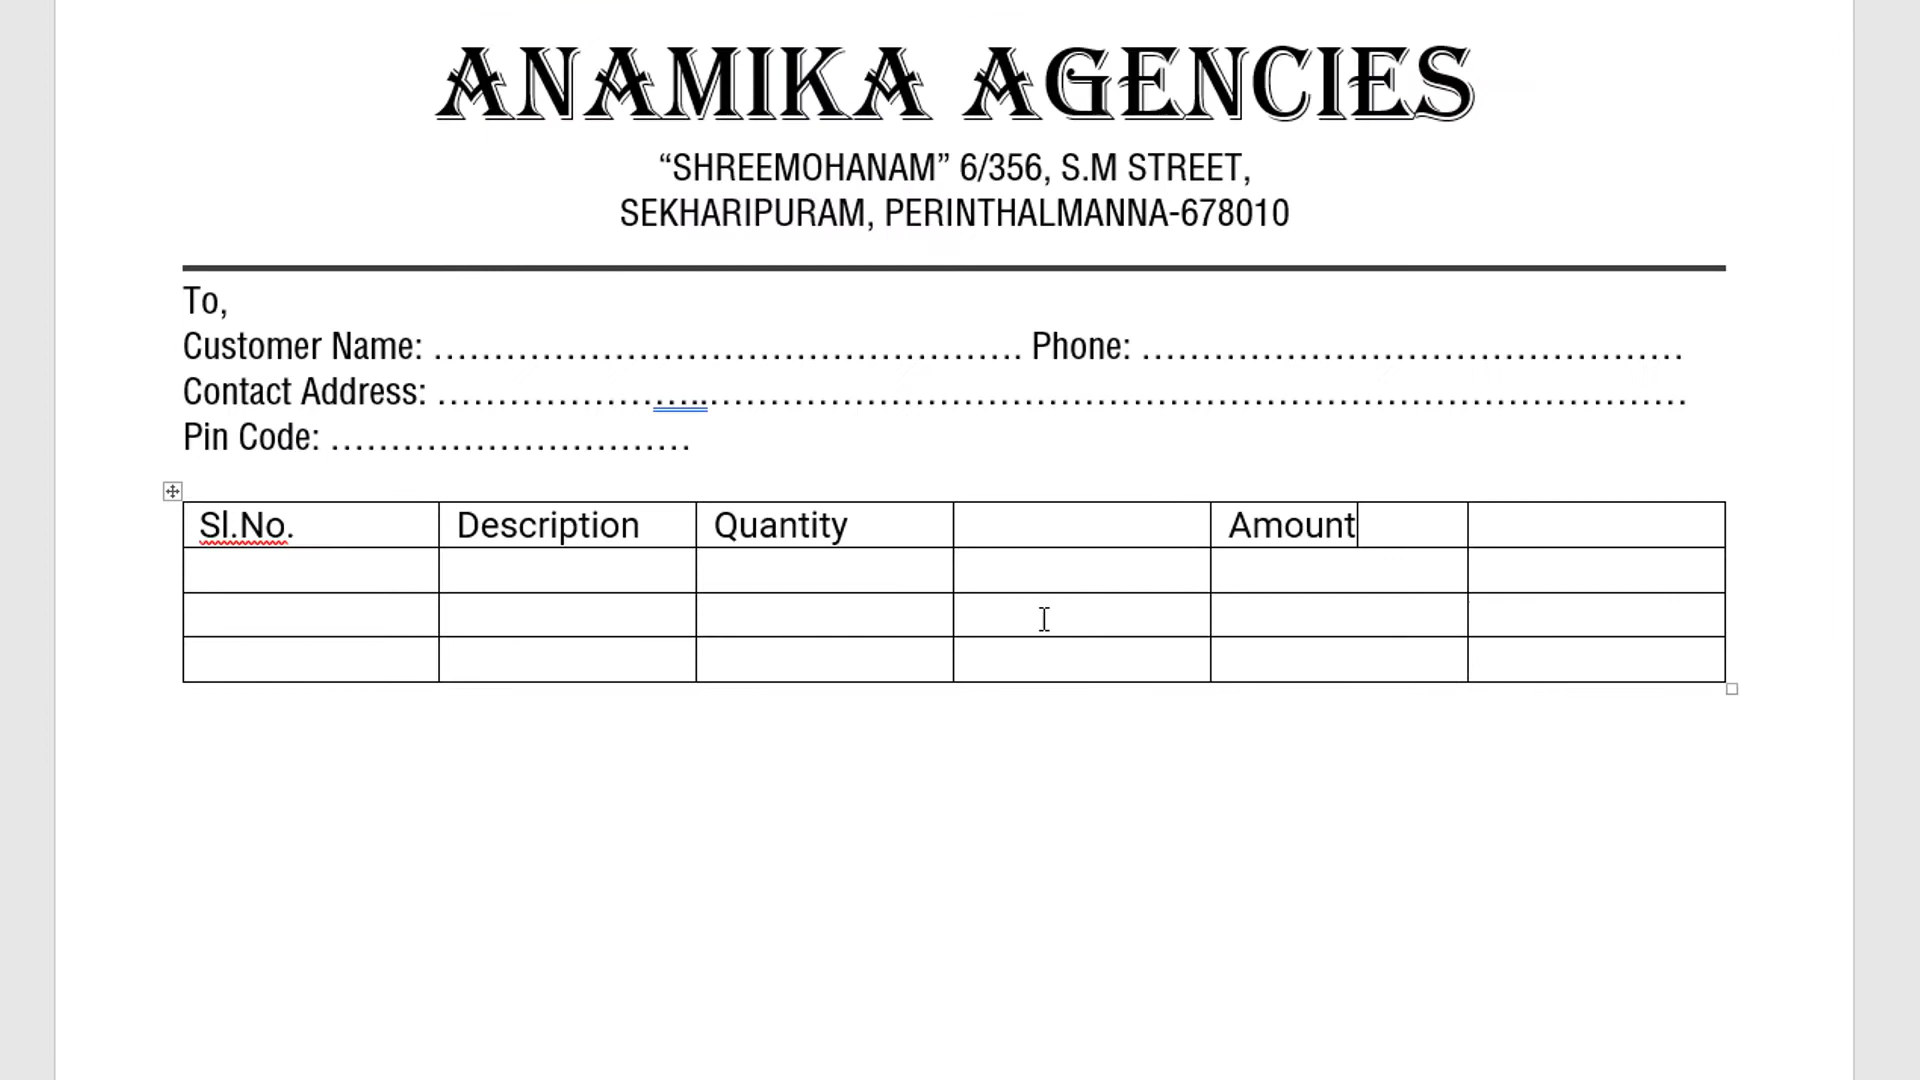 ANAMIKA AGENCIES
“SHREEMOHANAM” 6/356, S.M STREET,
SEKHARIPURAM, PERINTHALMANNA-678010
To,
Customer Name: ……………………………………………… Phone: ………………………………………
Contact Address: …………………..…………………………………………………………………………
Pin Code: …………………………
Sl.No. Description Quantity Amount